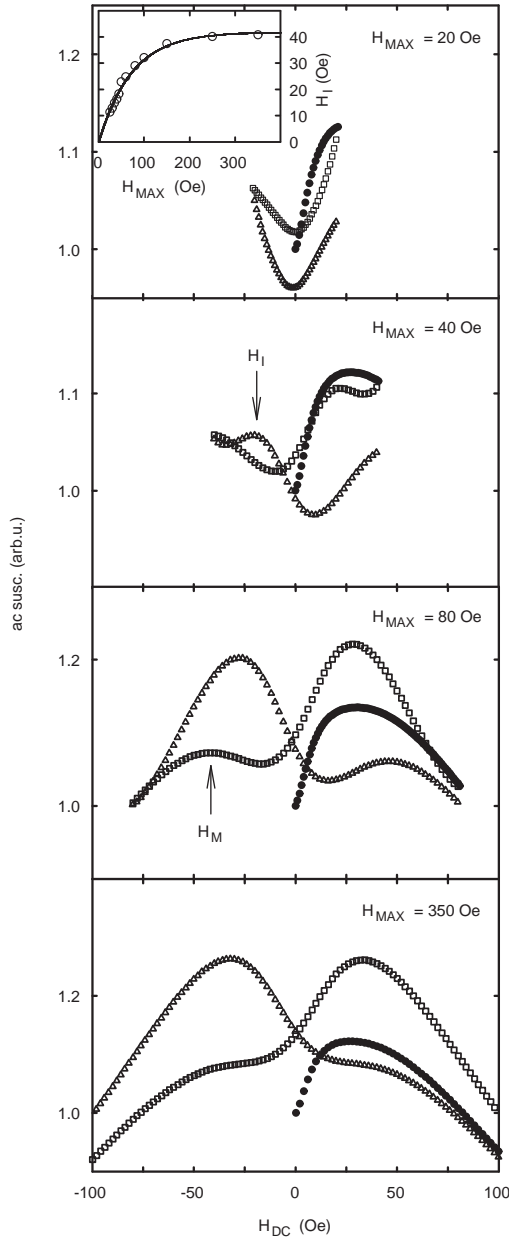 1.2
1.1
1.0
H_MAX = 20 Oe
40
30
20
10
0
H_I (Oe)
0 100 200 300
H_MAX (Oe)
H_MAX = 40 Oe
H_I
1.1
1.0
ac susc. (arb.u.)
H_MAX = 80 Oe
1.2
1.0
H_M
H_MAX = 350 Oe
1.2
1.0
-100 -50 0 50 100
H_DC (Oe)